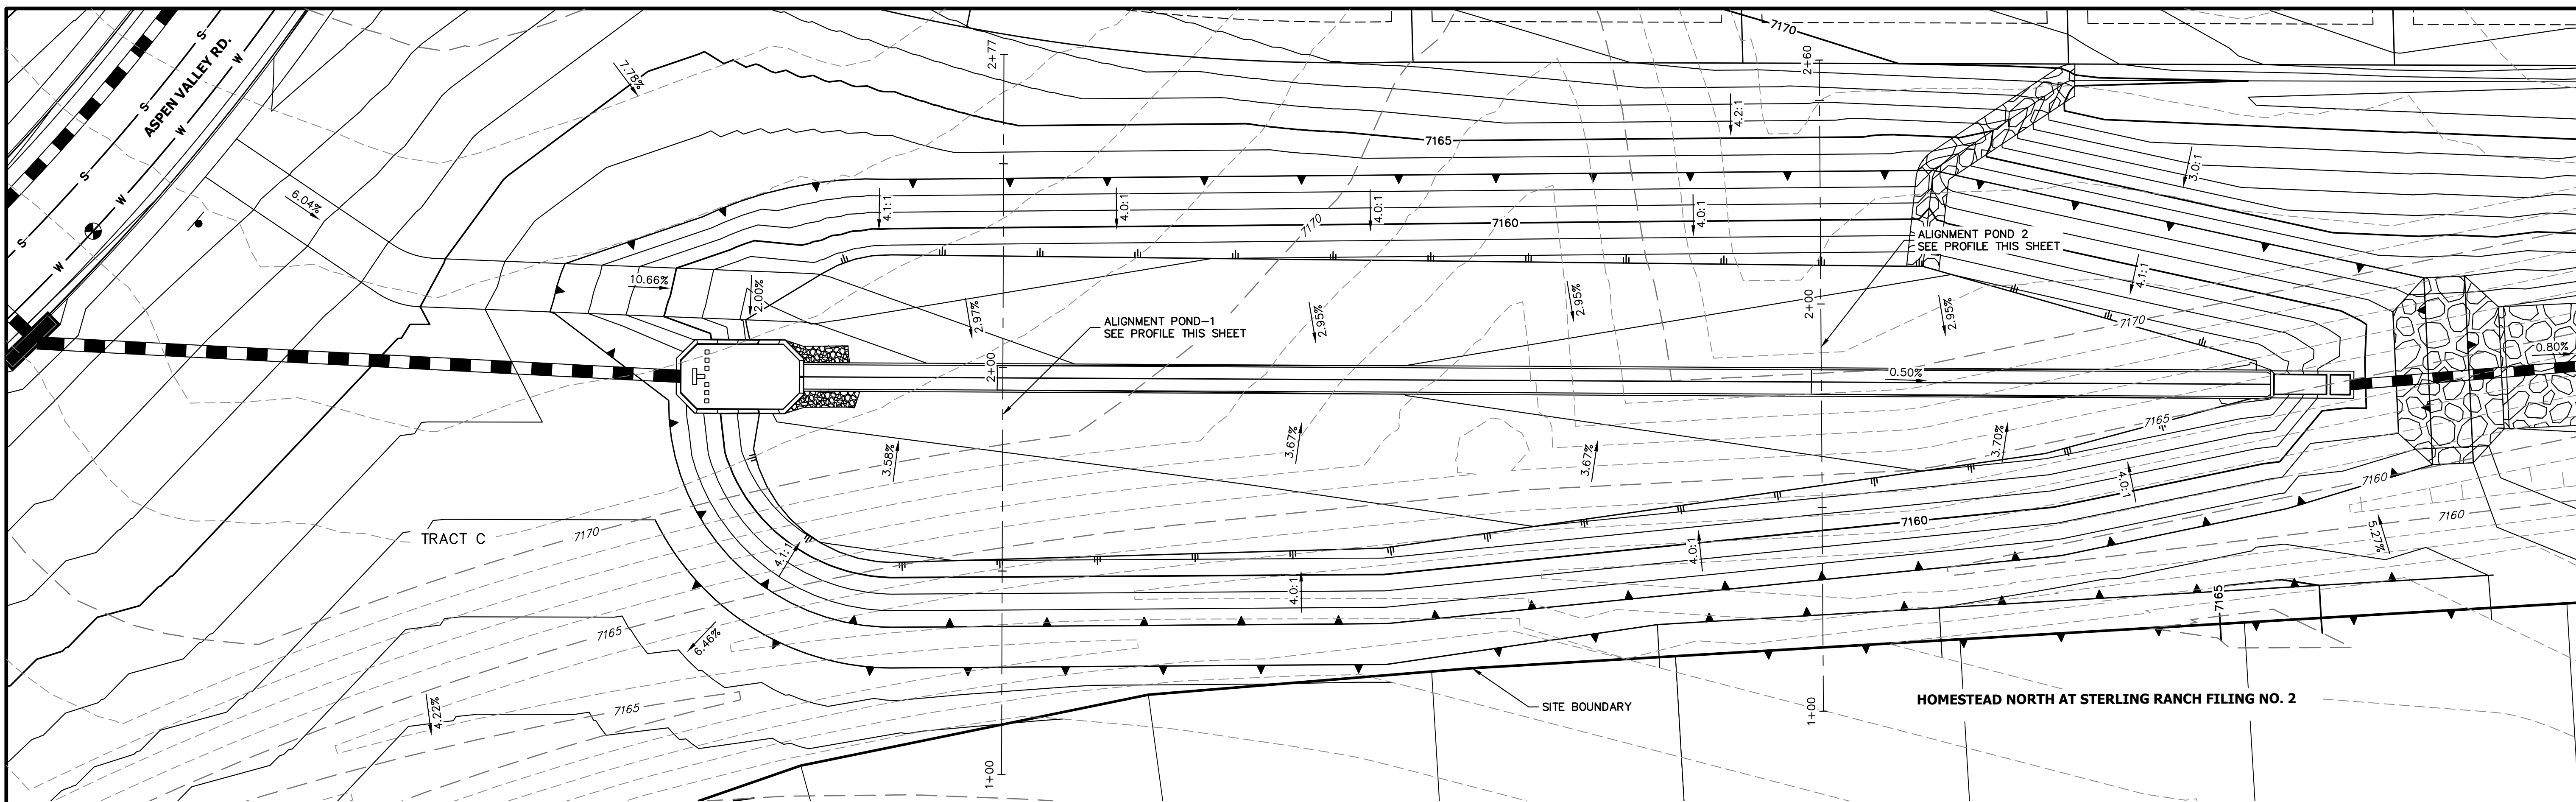 2+77
2+60
7170
ASPEN VALLEY RD.
S
S
S
S
W
W
W
W
7.78%
4.2:1
7165
3.0:1
6.04%
4.1:1
4.0:1
4.0:1
4.0:1
7170
7160
ALIGNMENT POND 2
SEE PROFILE THIS SHEET
4.1:1
10.66%
2.00%
2.97%
2.95%
2.95%
2.95%
2+00
7170
ALIGNMENT POND-1
SEE PROFILE THIS SHEET
2+00
0.50%
0.80%
7165
3.58%
3.67%
3.67%
3.70%
4.0:1
7160
7160
7160
5.27%
TRACT C
7170
4.1:1
4.0:1
4.0:1
7165
6.46%
7165
7165
4.22%
SITE BOUNDARY
1+00
HOMESTEAD NORTH AT STERLING RANCH FILING NO. 2
1+00